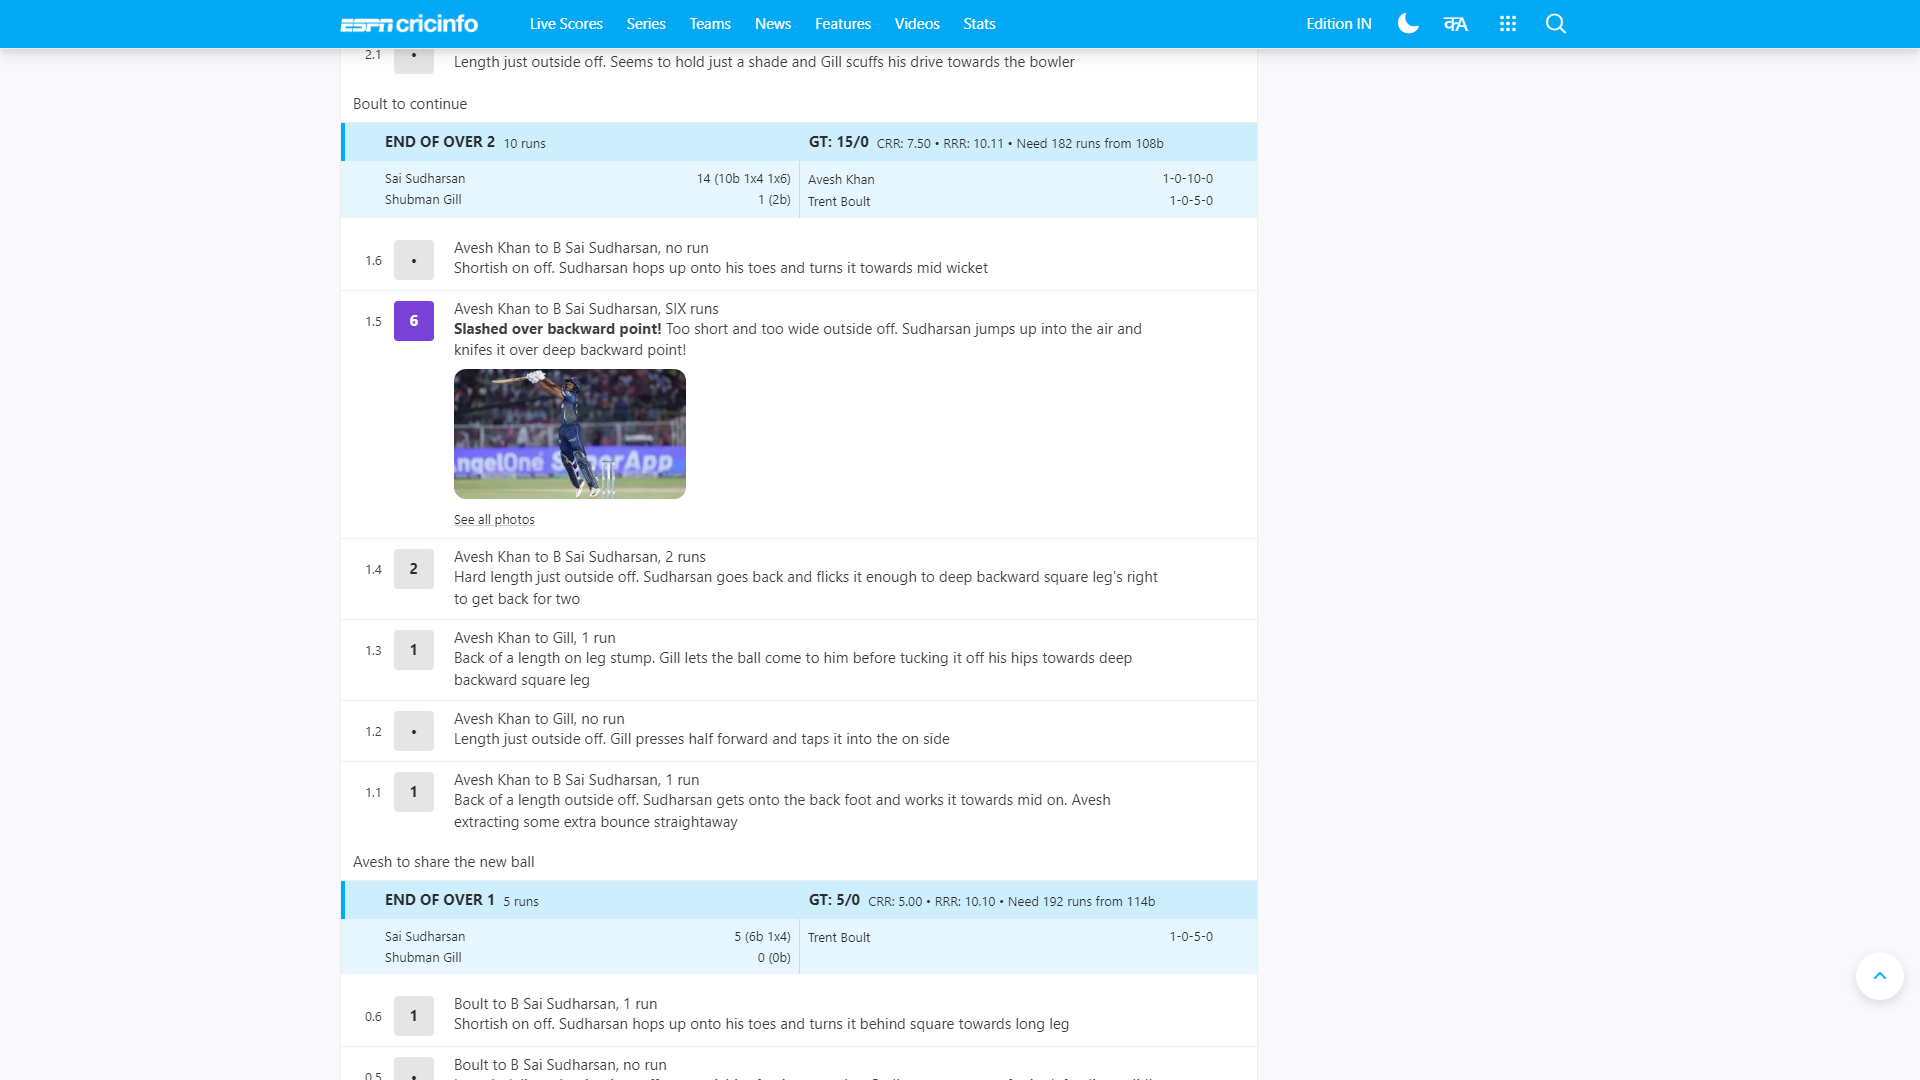 ESPN cricinfo
Live Scores Series Teams News Features Videos Stats
Edition IN
2.1 • Length just outside off. Seems to hold just a shade and Gill scuffs his drive towards the bowler
Boult to continue
END OF OVER 2 10 runs GT: 15/0 CRR: 7.50 • RRR: 10.11 • Need 182 runs from 108b
Sai Sudharsan 14 (10b 1x4 1x6) Avesh Khan 1-0-10-0
Shubman Gill 1 (2b) Trent Boult 1-0-5-0
Avesh Khan to B Sai Sudharsan, no run
1.6 • Shortish on off. Sudharsan hops up onto his toes and turns it towards mid wicket
Avesh Khan to B Sai Sudharsan, SIX runs
1.5 6 Slashed over backward point! Too short and too wide outside off. Sudharsan jumps up into the air and
knifes it over deep backward point!
AngelOne SuperApp
See all photos
Avesh Khan to B Sai Sudharsan, 2 runs
1.4 2 Hard length just outside off. Sudharsan goes back and flicks it enough to deep backward square leg's right
to get back for two
Avesh Khan to Gill, 1 run
1.3 1 Back of a length on leg stump. Gill lets the ball come to him before tucking it off his hips towards deep
backward square leg
Avesh Khan to Gill, no run
1.2 • Length just outside off. Gill presses half forward and taps it into the on side
Avesh Khan to B Sai Sudharsan, 1 run
1.1 1 Back of a length outside off. Sudharsan gets onto the back foot and works it towards mid on. Avesh
extracting some extra bounce straightaway
Avesh to share the new ball
END OF OVER 1 5 runs GT: 5/0 CRR: 5.00 • RRR: 10.10 • Need 192 runs from 114b
Sai Sudharsan 5 (6b 1x4) Trent Boult 1-0-5-0
Shubman Gill 0 (0b)
Boult to B Sai Sudharsan, 1 run
0.6 1 Shortish on off. Sudharsan hops up onto his toes and turns it behind square towards long leg
Boult to B Sai Sudharsan, no run
0.5 •